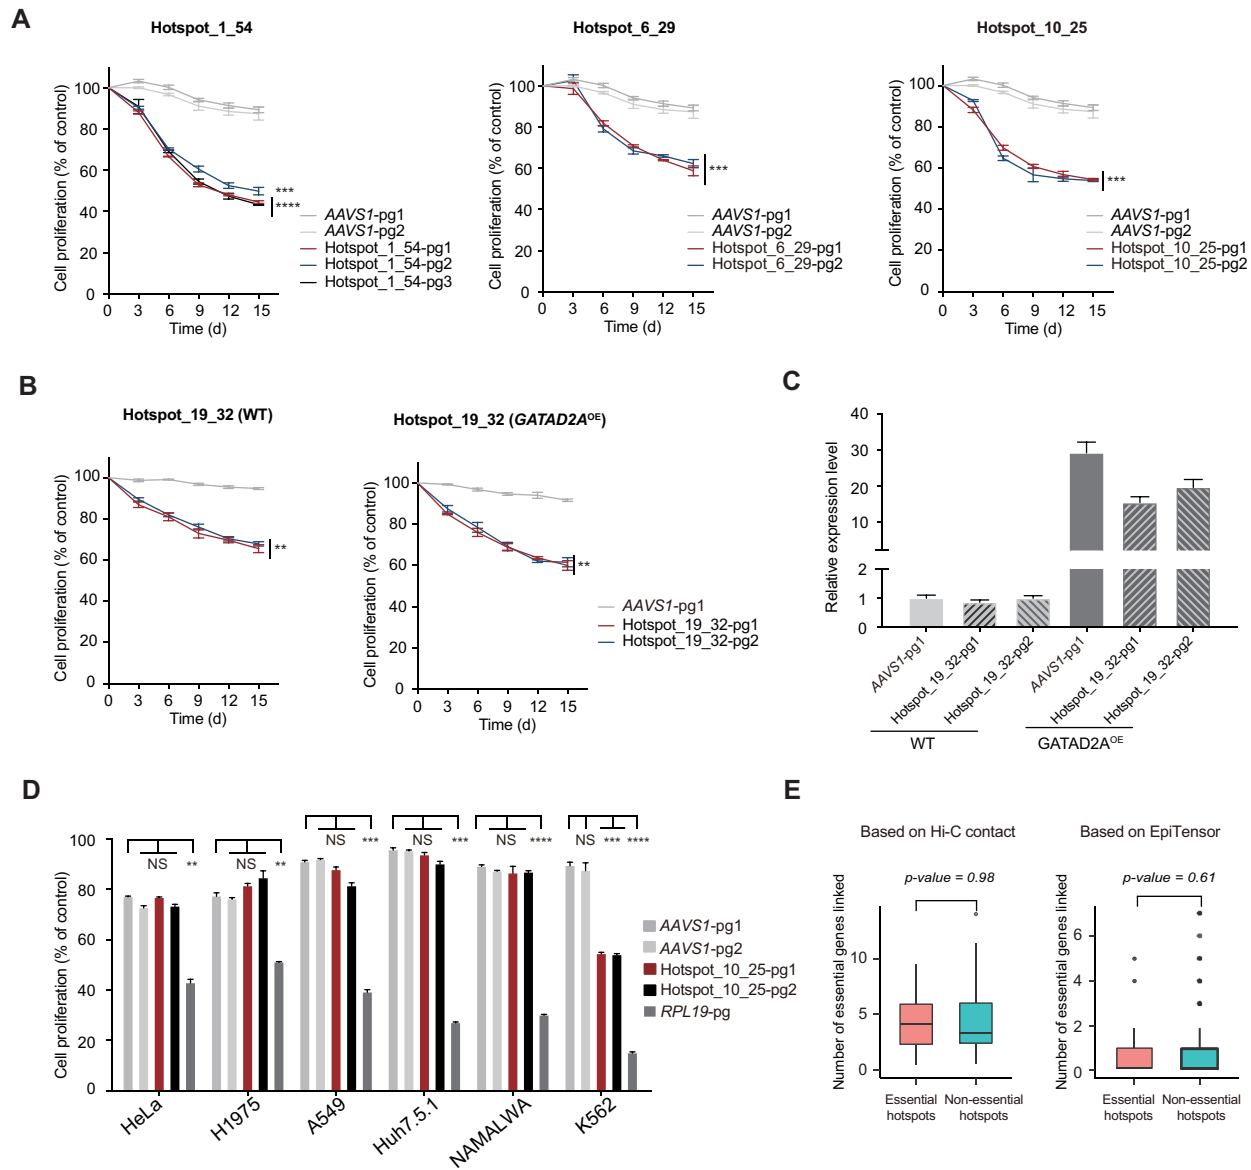 A
Hotspot_1_54
Cell proliferation (% of control)
100
80
60
40
20
0
0 3 6 9 12 15
Time (d)
***
****
AAVS1-pg1
AAVS1-pg2
Hotspot_1_54-pg1
Hotspot_1_54-pg2
Hotspot_1_54-pg3
Hotspot_6_29
Cell proliferation (% of control)
100
80
60
40
20
0
0 3 6 9 12 15
Time (d)
***
AAVS1-pg1
AAVS1-pg2
Hotspot_6_29-pg1
Hotspot_6_29-pg2
Hotspot_10_25
Cell proliferation (% of control)
100
80
60
40
20
0
0 3 6 9 12 15
Time (d)
***
AAVS1-pg1
AAVS1-pg2
Hotspot_10_25-pg1
Hotspot_10_25-pg2
B
Hotspot_19_32 (WT)
Cell proliferation (% of control)
100
80
60
40
20
0
0 3 6 9 12 15
Time (d)
**
Hotspot_19_32 (GATAD2A^OE)
Cell proliferation (% of control)
100
80
60
40
20
0
0 3 6 9 12 15
Time (d)
**
AAVS1-pg1
Hotspot_19_32-pg1
Hotspot_19_32-pg2
C
Relative expression level
40
30
20
10
2
1
0
AAVS1-pg1
Hotspot_19_32-pg1
Hotspot_19_32-pg2
AAVS1-pg1
Hotspot_19_32-pg1
Hotspot_19_32-pg2
WT
GATAD2A^OE
D
Cell proliferation (% of control)
100
80
60
40
20
0
NS **
NS **
NS ***
NS ***
NS ****
NS *** ****
HeLa
H1975
A549
Huh7.5.1
NAMALWA
K562
AAVS1-pg1
AAVS1-pg2
Hotspot_10_25-pg1
Hotspot_10_25-pg2
RPL19-pg
E
Based on Hi-C contact
p-value = 0.98
Number of essential genes linked
10
5
0
Essential hotspots
Non-essential hotspots
Based on EpiTensor
p-value = 0.61
Number of essential genes linked
6
4
2
0
Essential hotspots
Non-essential hotspots